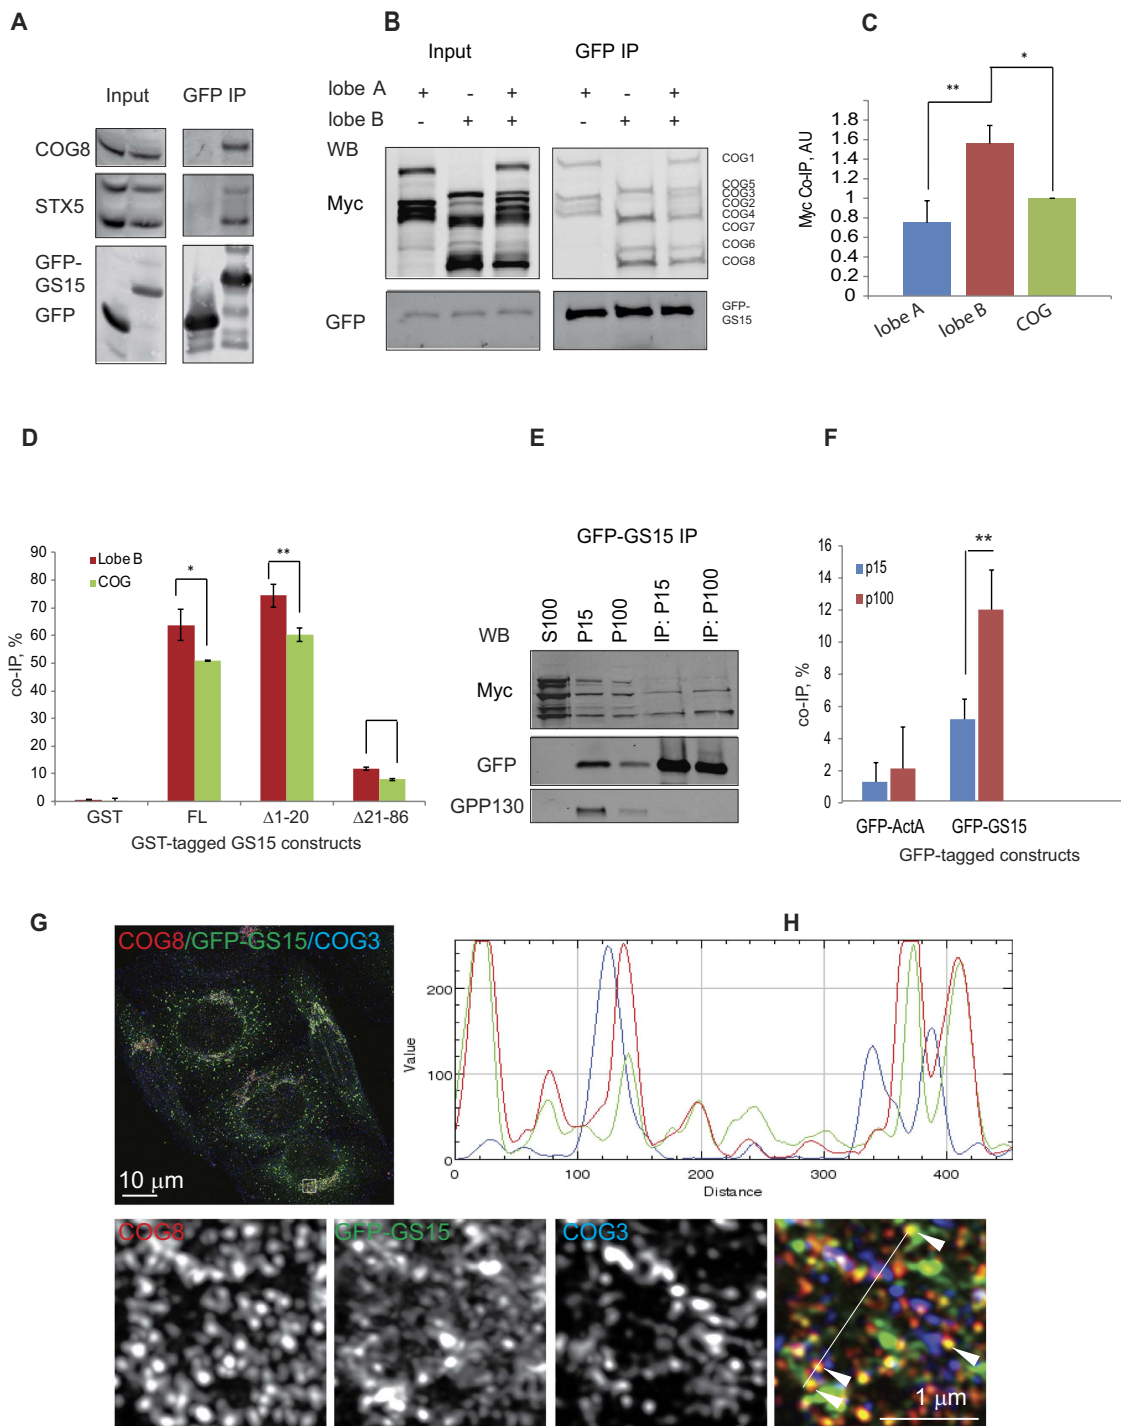 A
Input
GFP IP
COG8
STX5
GFP-
GS15
GFP
B
Input
GFP IP
lobe A
+ - + + - +
lobe B
- + + - + +
WB
Myc
COG1
COG5
COG3
COG2
COG4
COG7
COG6
COG8
GFP
GFP-
GS15
C
Myc Co-IP, AU
1.8
1.6
1.4
1.2
1
0.8
0.6
0.4
0.2
0
**
*
lobe A
lobe B
COG
D
co-IP, %
90
80
70
60
50
40
30
20
10
0
Lobe B
COG
*
**
GST
FL
Δ1-20
Δ21-86
GST-tagged GS15 constructs
E
GFP-GS15 IP
WB
S100
P15
P100
IP: P15
IP: P100
Myc
GFP
GPP130
F
co-IP, %
16
14
12
10
8
6
4
2
0
p15
p100
**
GFP-ActA
GFP-GS15
GFP-tagged constructs
G
COG8/GFP-GS15/COG3
10 μm
H
Value
200
100
0
0
100
200
300
400
Distance
COG8
GFP-GS15
COG3
1 μm